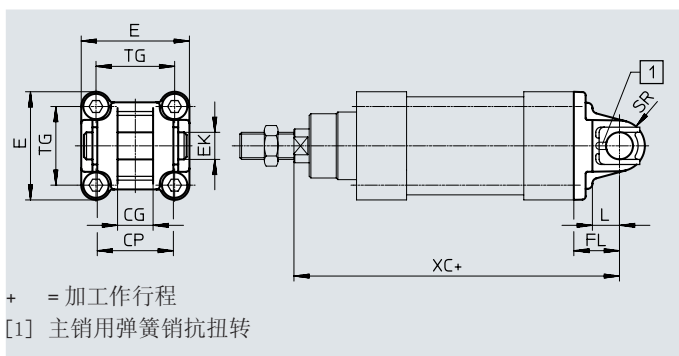 E
TG
1
SR
E
TG
EK
CG
CP
L
FL
XC+
+ = 加工作行程
[1] 主销用弹簧销抗扭转